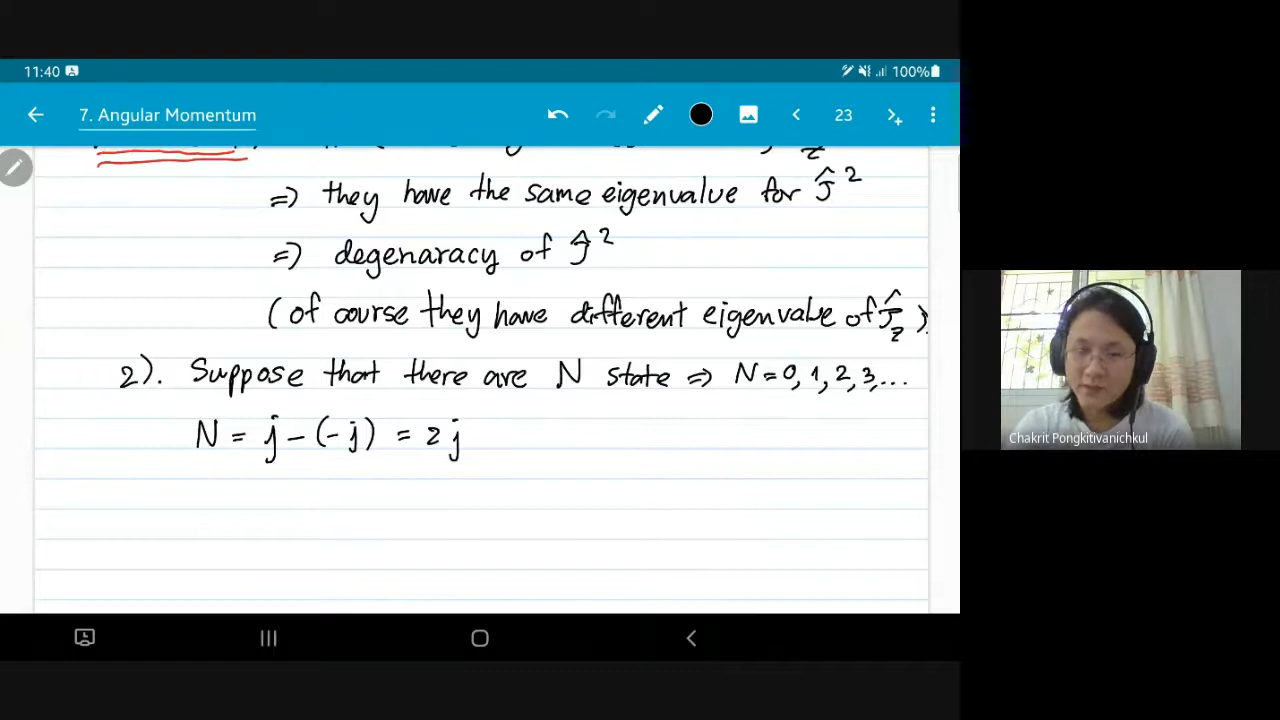 11:40 100%
7. Angular Momentum 23
=> they have the same eigenvalue for Ĵ²
=> degenaracy of Ĵ²
(of course they have different eigenvalue of Ĵz).
2). Suppose that there are N state => N = 0, 1, 2, 3, ...
N = j - (-j) = 2j
Chakrit Pongkitivanichkul